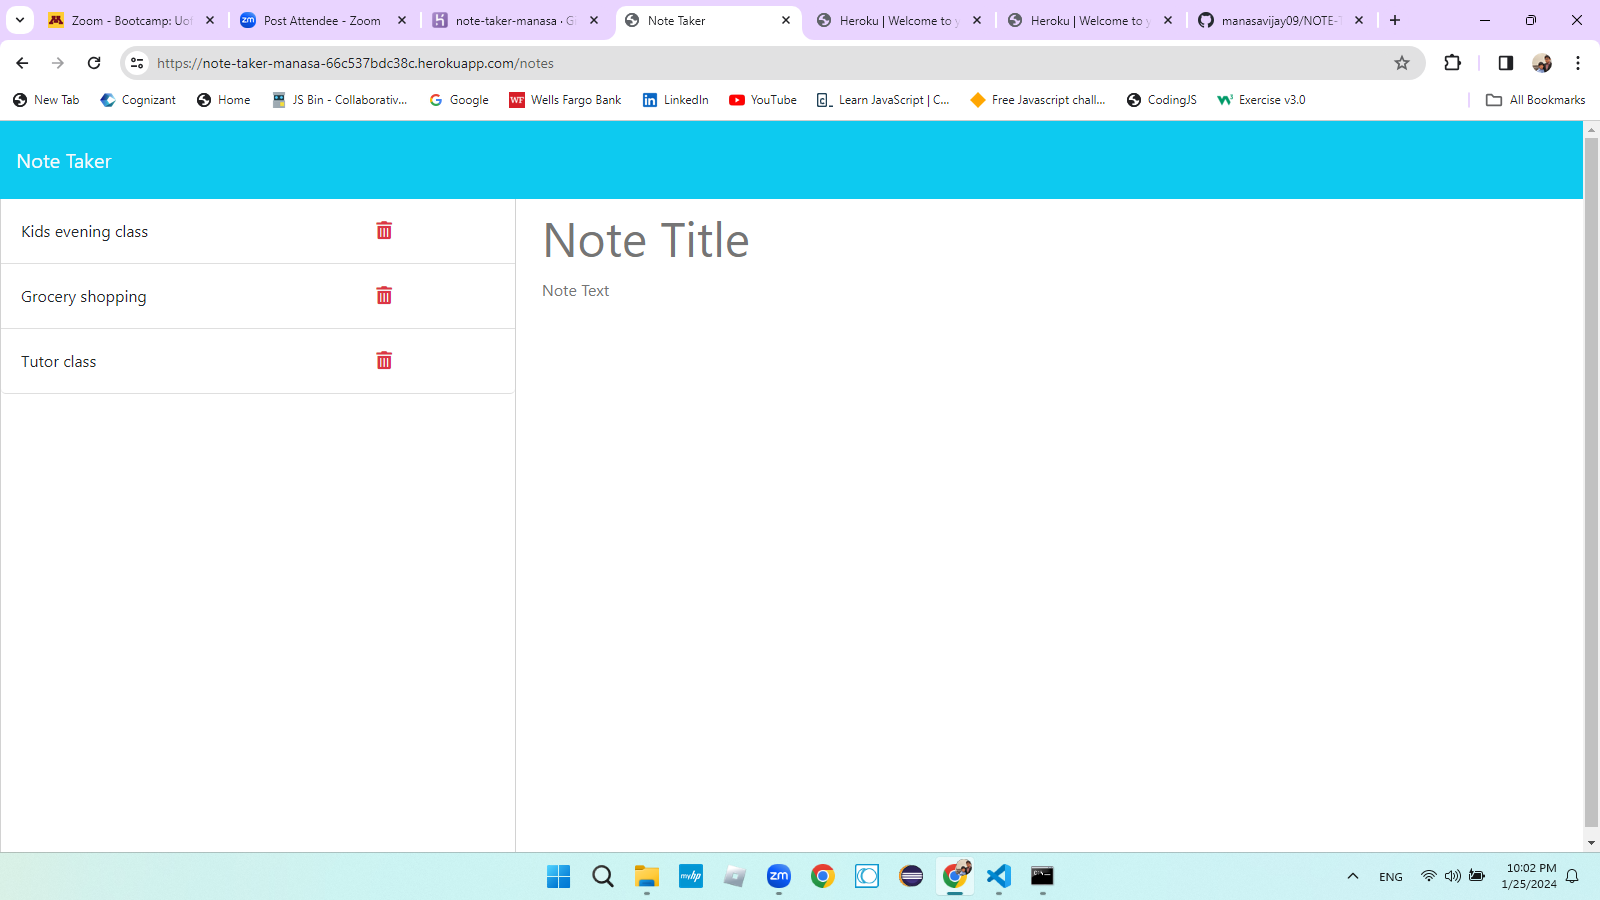 Zoom - Bootcamp: Uof
Post Attendee - Zoom
note-taker-manasa · Gi
Note Taker
Heroku | Welcome to y
Heroku | Welcome to y
manasavijay09/NOTE-T
https://note-taker-manasa-66c537bdc38c.herokuapp.com/notes
New Tab
Cognizant
Home
JS Bin - Collaborativ...
Google
Wells Fargo Bank
LinkedIn
YouTube
Learn JavaScript | C...
Free Javascript chall...
CodingJS
Exercise v3.0
All Bookmarks
Note Taker
Kids evening class
Grocery shopping
Tutor class
Note Title
Note Text
ENG
10:02 PM
1/25/2024